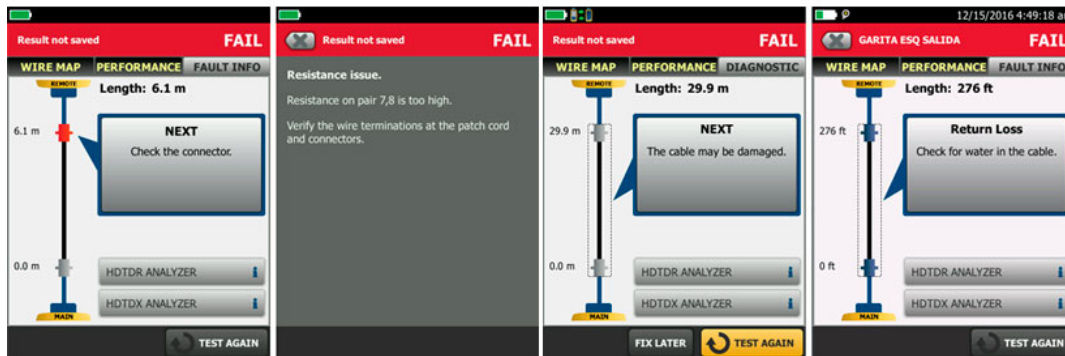 Result not saved FAIL
WIRE MAP PERFORMANCE FAULT INFO
REMOTE
Length: 6.1 m
6.1 m
NEXT
Check the connector.
0.0 m
HDTDR ANALYZER i
HDTDX ANALYZER i
MAIN
TEST AGAIN
Result not saved FAIL
Resistance issue.
Resistance on pair 7,8 is too high.
Verify the wire terminations at the patch cord
and connectors.
Result not saved FAIL
WIRE MAP PERFORMANCE DIAGNOSTIC
REMOTE
Length: 29.9 m
29.9 m
NEXT
The cable may be damaged.
0.0 m
HDTDR ANALYZER i
HDTDX ANALYZER i
MAIN
FIX LATER TEST AGAIN
12/15/2016 4:49:18 a
GARITA ESQ SALIDA FAIL
WIRE MAP PERFORMANCE FAULT INFO
REMOTE
Length: 276 ft
276 ft
Return Loss
Check for water in the cable.
0 ft
HDTDR ANALYZER i
HDTDX ANALYZER i
MAIN
TEST AGAIN